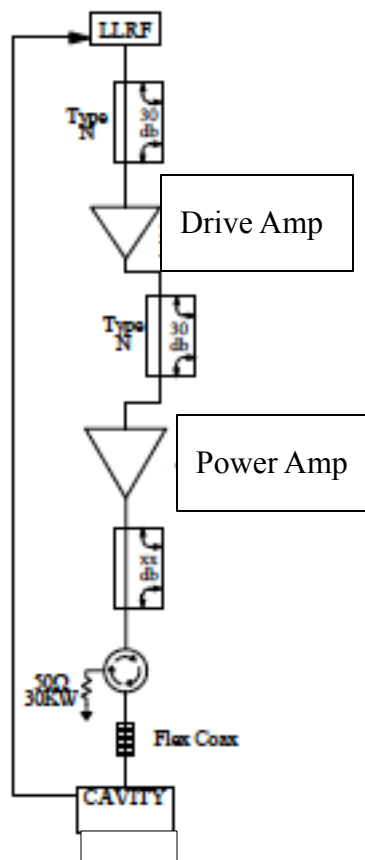 LLRF
Type
N
30
db
Drive Amp
Type
N
30
db
Power Amp
xx
db
50Ω
30KW
Flex Coax
CAVITY